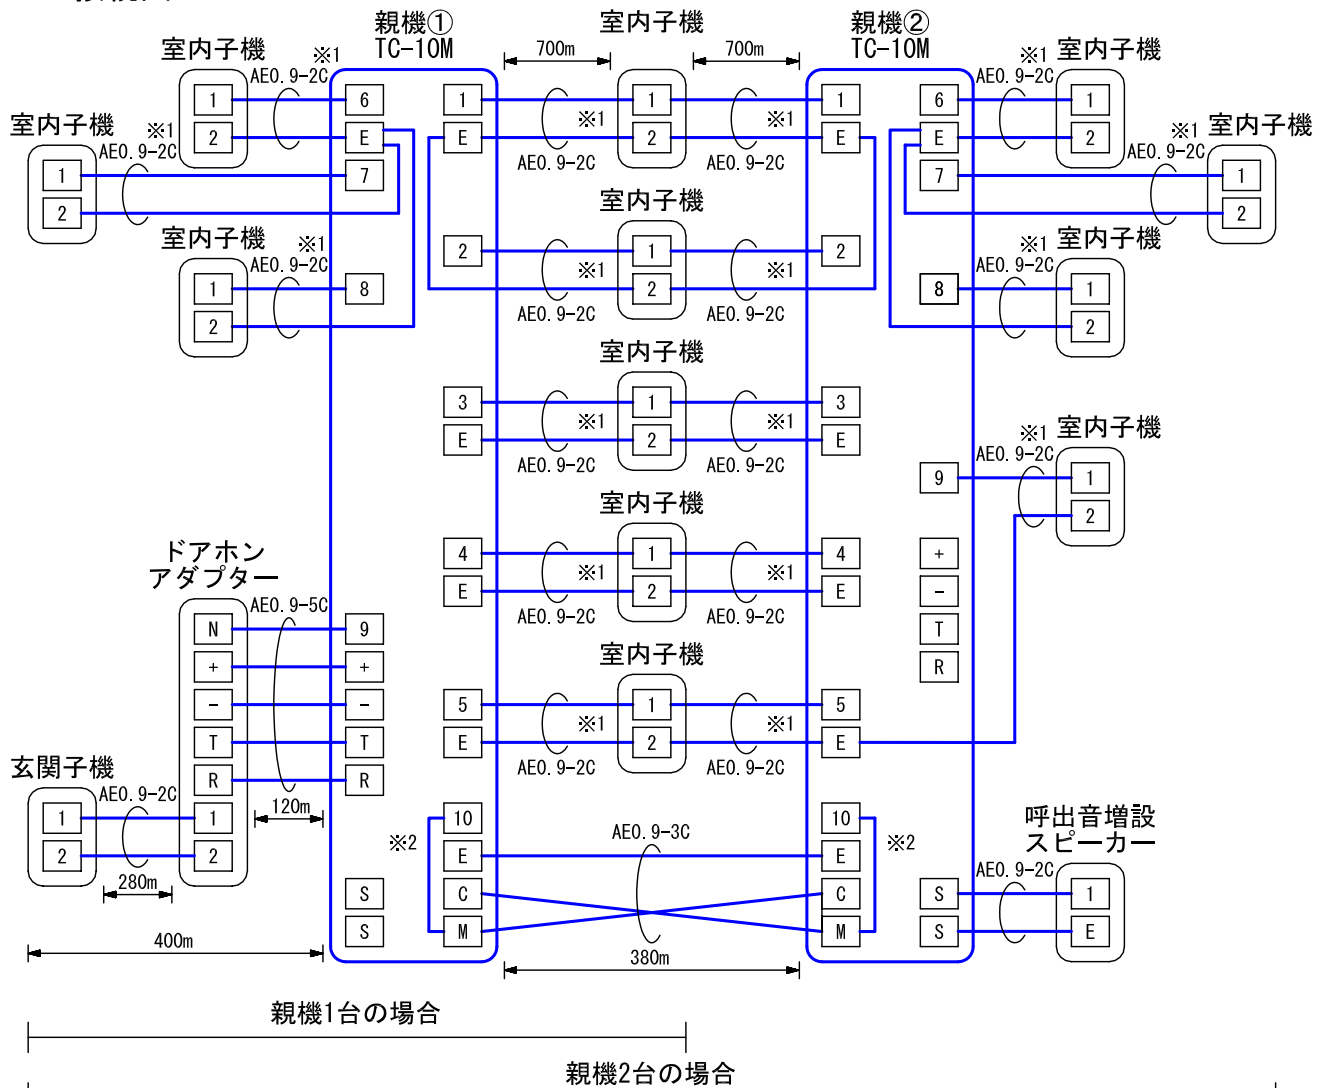 親機①
TC-10M
室内子機
親機②
TC-10M
700m
700m
室内子機
※1
AE0.9-2C
1
2
6
E
7
8
室内子機
※1
AE0.9-2C
1
2
室内子機
※1
AE0.9-2C
1
2
1
E
※1
AE0.9-2C
1
2
※1
AE0.9-2C
1
E
6
E
7
8
※1
AE0.9-2C
室内子機
1
2
※1
AE0.9-2C
室内子機
1
2
※1
AE0.9-2C
室内子機
1
2
室内子機
2
※1
AE0.9-2C
1
2
※1
AE0.9-2C
2
室内子機
3
E
※1
AE0.9-2C
1
2
※1
AE0.9-2C
3
E
※1
AE0.9-2C
室内子機
9
1
2
室内子機
4
E
※1
AE0.9-2C
1
2
※1
AE0.9-2C
4
E
+
-
T
R
ドアホン
アダプター
AE0.9-5C
N
+
-
T
R
1
2
9
+
-
T
R
120m
室内子機
5
E
※1
AE0.9-2C
1
2
※1
AE0.9-2C
5
E
玄関子機
AE0.9-2C
1
2
280m
400m
S
S
※2
10
E
C
M
AE0.9-3C
10
E
C
M
※2
380m
S
S
呼出音増設
スピーカー
AE0.9-2C
1
E
親機1台の場合
親機2台の場合